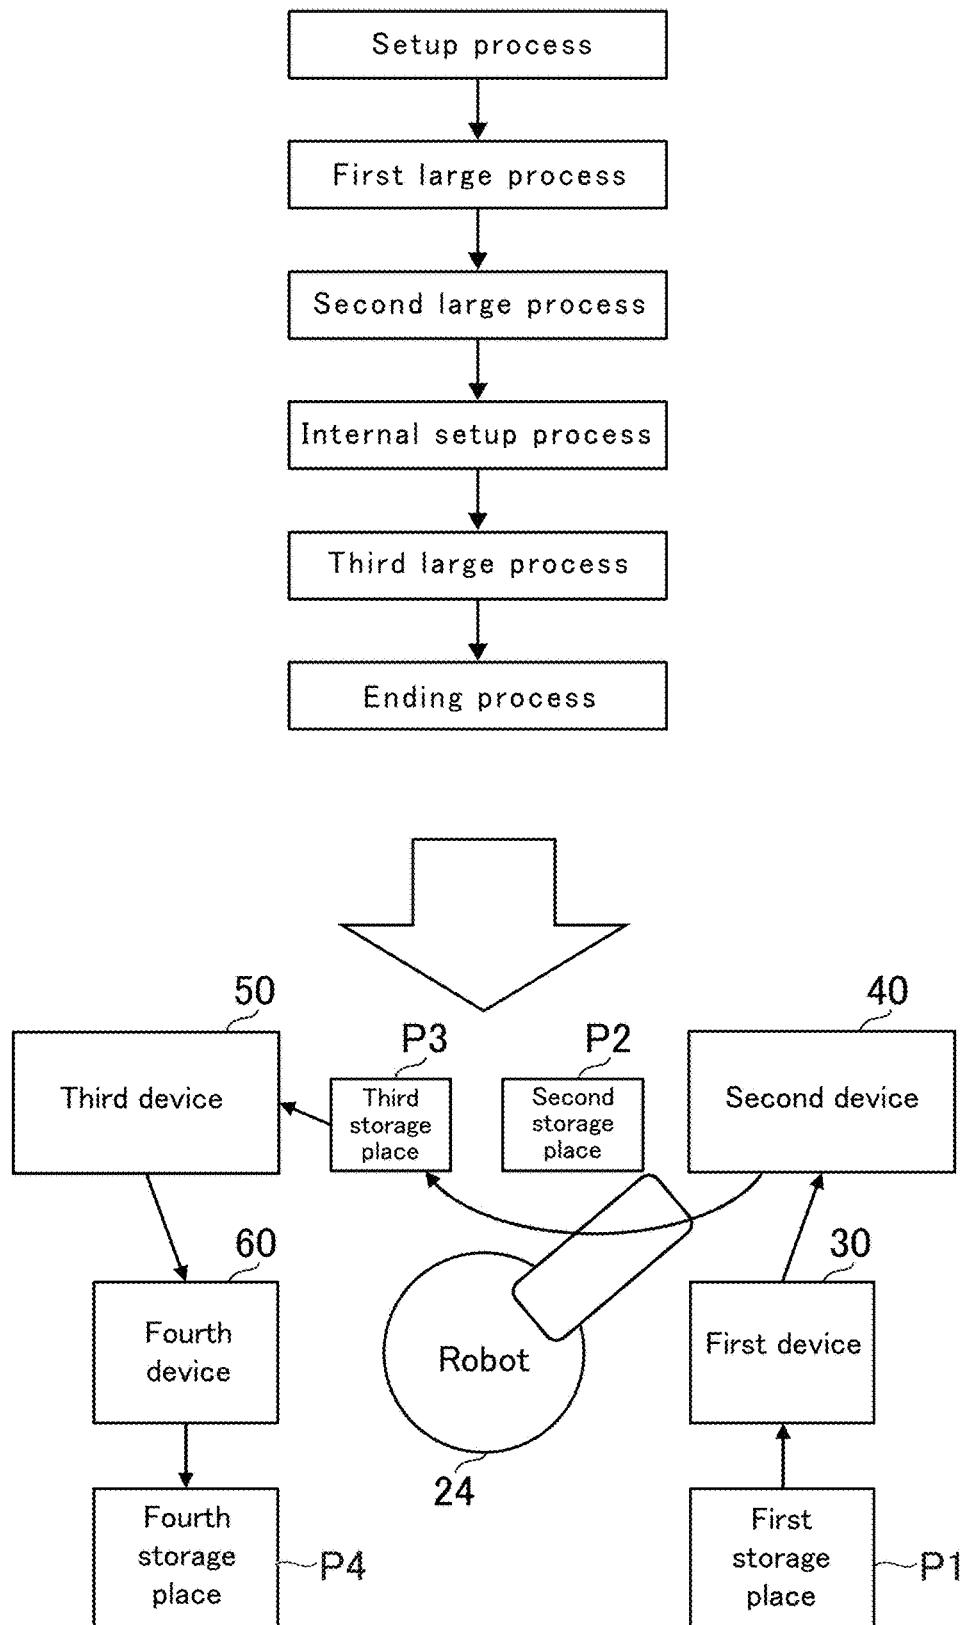 Setup process
First large process
Second large process
Internal setup process
Third large process
Ending process
50
40
P3
P2
Third device
Third
storage
place
Second
storage
place
Second device
60
30
Fourth
device
Robot
First device
24
Fourth
storage
place
P4
First
storage
place
P1